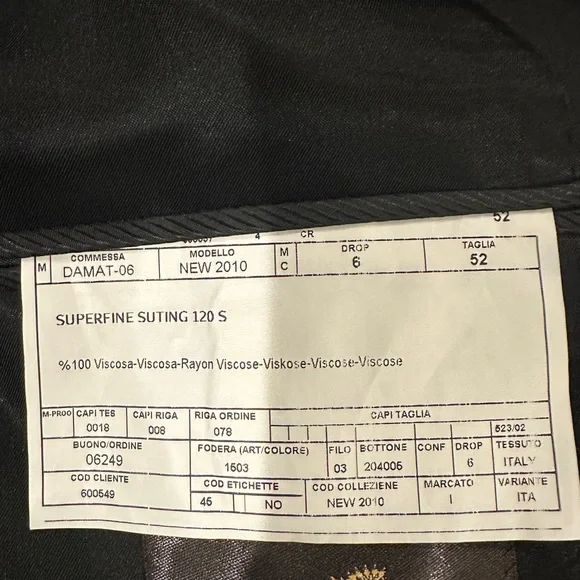 4 CR 52
M COMMESSA MODELLO M DROP TAGLIA
DAMAT-06 NEW 2010 C 6 52
SUPERFINE SUTING 120 S
%100 Viscosa-Viscosa-Rayon Viscose-Viskose-Viscose-Viscose
M-PROO CAPI TES CAPI RIGA RIGA ORDINE CAPI TAGLIA
0018 008 078 523/02
BUONO/ORDINE FODERA (ART/COLORE) FILO BOTTONE CONF DROP TESSUTO
06249 1503 03 204005 6 ITALY
COD CLIENTE COD ETICHETTE COD COLLEZIENE MARCATO VARIANTE
600549 45 NO NEW 2010 I ITA